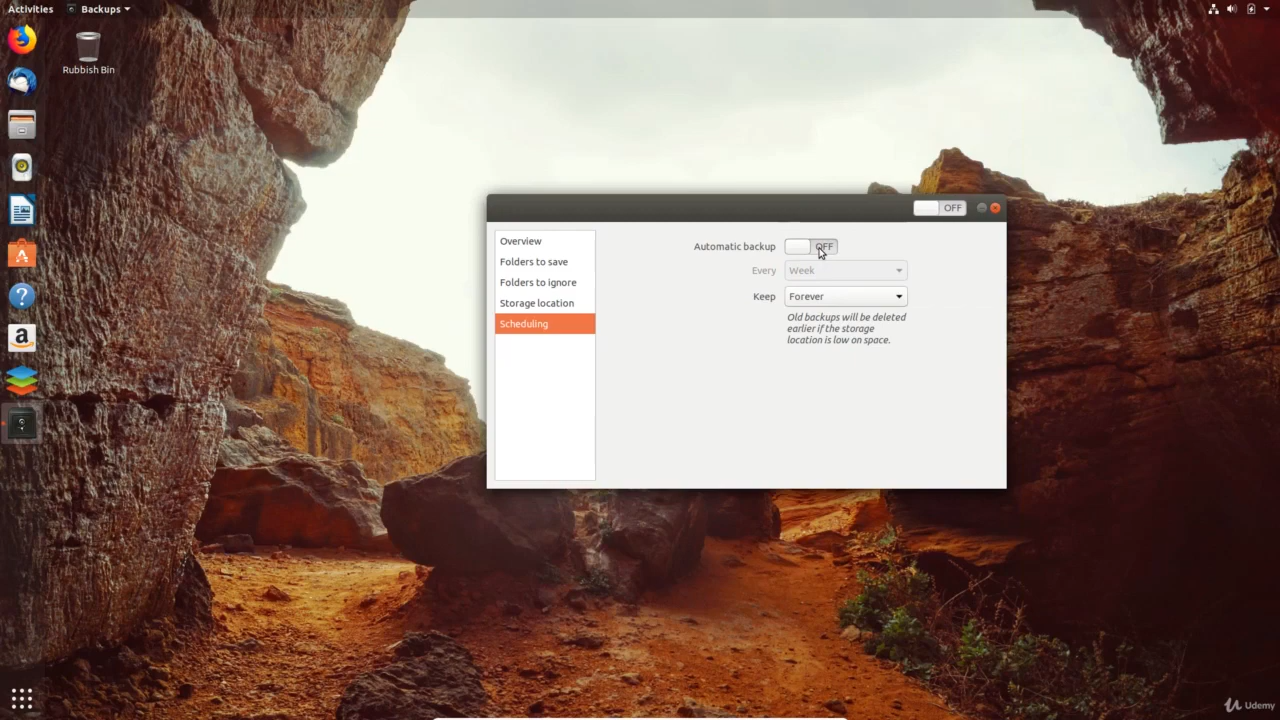 Activities
Backups
Rubbish Bin
OFF
Overview
Folders to save
Folders to ignore
Storage location
Scheduling
Automatic backup OFF
Every Week
Keep Forever
Old backups will be deleted
earlier if the storage
location is low on space.
Udemy